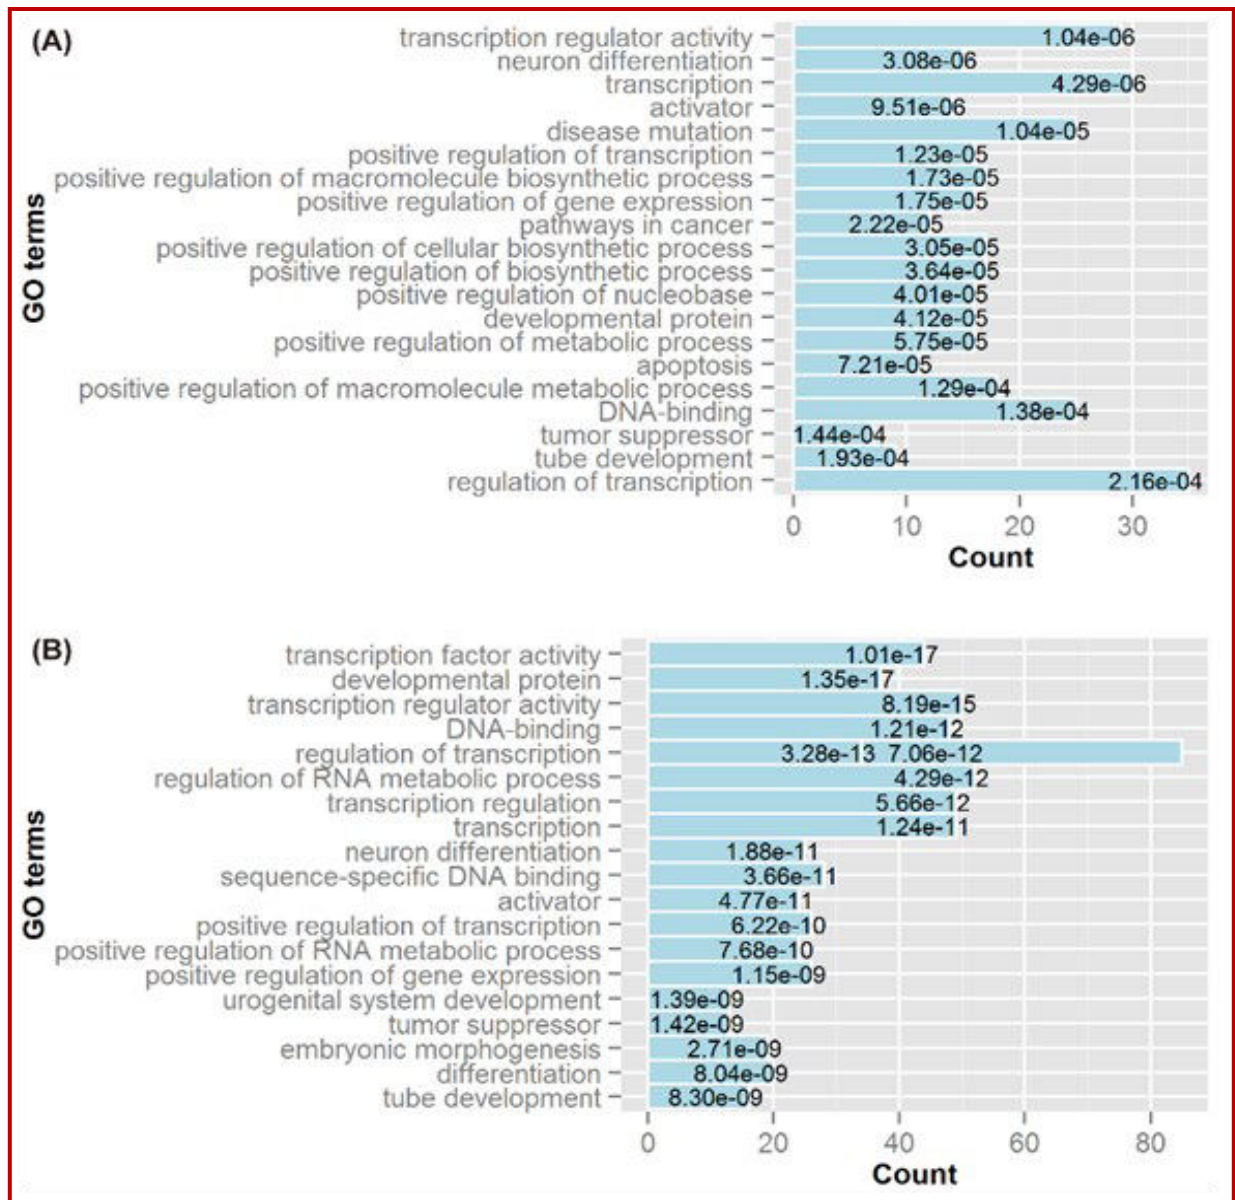 (A)
GO terms
transcription regulator activity 1.04e-06
neuron differentiation 3.08e-06
transcription 4.29e-06
activator 9.51e-06
disease mutation 1.04e-05
positive regulation of transcription 1.23e-05
positive regulation of macromolecule biosynthetic process 1.73e-05
positive regulation of gene expression 1.75e-05
pathways in cancer 2.22e-05
positive regulation of cellular biosynthetic process 3.05e-05
positive regulation of biosynthetic process 3.64e-05
positive regulation of nucleobase 4.01e-05
developmental protein 4.12e-05
positive regulation of metabolic process 5.75e-05
apoptosis 7.21e-05
positive regulation of macromolecule metabolic process 1.29e-04
DNA-binding 1.38e-04
tumor suppressor 1.44e-04
tube development 1.93e-04
regulation of transcription 2.16e-04
0 10 20 30
Count
(B)
GO terms
transcription factor activity 1.01e-17
developmental protein 1.35e-17
transcription regulator activity 8.19e-15
DNA-binding 1.21e-12
regulation of transcription 3.28e-13 7.06e-12
regulation of RNA metabolic process 4.29e-12
transcription regulation 5.66e-12
transcription 1.24e-11
neuron differentiation 1.88e-11
sequence-specific DNA binding 3.66e-11
activator 4.77e-11
positive regulation of transcription 6.22e-10
positive regulation of RNA metabolic process 7.68e-10
positive regulation of gene expression 1.15e-09
urogenital system development 1.39e-09
tumor suppressor 1.42e-09
embryonic morphogenesis 2.71e-09
differentiation 8.04e-09
tube development 8.30e-09
0 20 40 60 80
Count